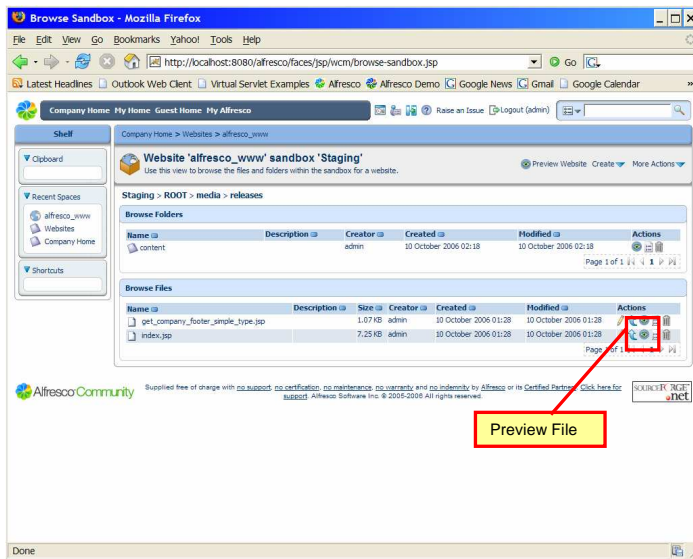 Browse Sandbox - Mozilla Firefox
File Edit View Go Bookmarks Yahoo! Tools Help
http://localhost:8080/alfresco/faces/jsp/wcm/browse-sandbox.jsp Go
Latest Headlines Outlook Web Client Virtual Servlet Examples Alfresco Alfresco Demo Google News Gmail Google Calendar »
Company Home My Home Guest Home My Alfresco Raise an Issue Logout (admin)
Shelf
Company Home > Websites > alfresco_www
Clipboard
Website 'alfresco_www' sandbox 'Staging'
Use this view to browse the files and folders within the sandbox for a website.
Preview Website Create More Actions
Recent Spaces
alfresco_www
Websites
Company Home
Shortcuts
Staging > ROOT > media > releases
Browse Folders
Name Description Creator Created Modified Actions
content admin 10 October 2006 02:18 10 October 2006 02:18
Page 1 of 1 1
Browse Files
Name Description Size Creator Created Modified Actions
get_company_footer_simple_type.jsp 1.07 KB admin 10 October 2006 01:28 10 October 2006 01:28
index.jsp 7.25 KB admin 10 October 2006 01:28 10 October 2006 01:28
Page 1 of 1 1
Alfresco Community
Supplied free of charge with no support, no certification, no maintenance, no warranty and no indemnity by Alfresco or its Certified Partners. Click here for
support. Alfresco Software Inc. © 2005-2006 All rights reserved.
SOURCEFORGE
.net
Preview File
Done